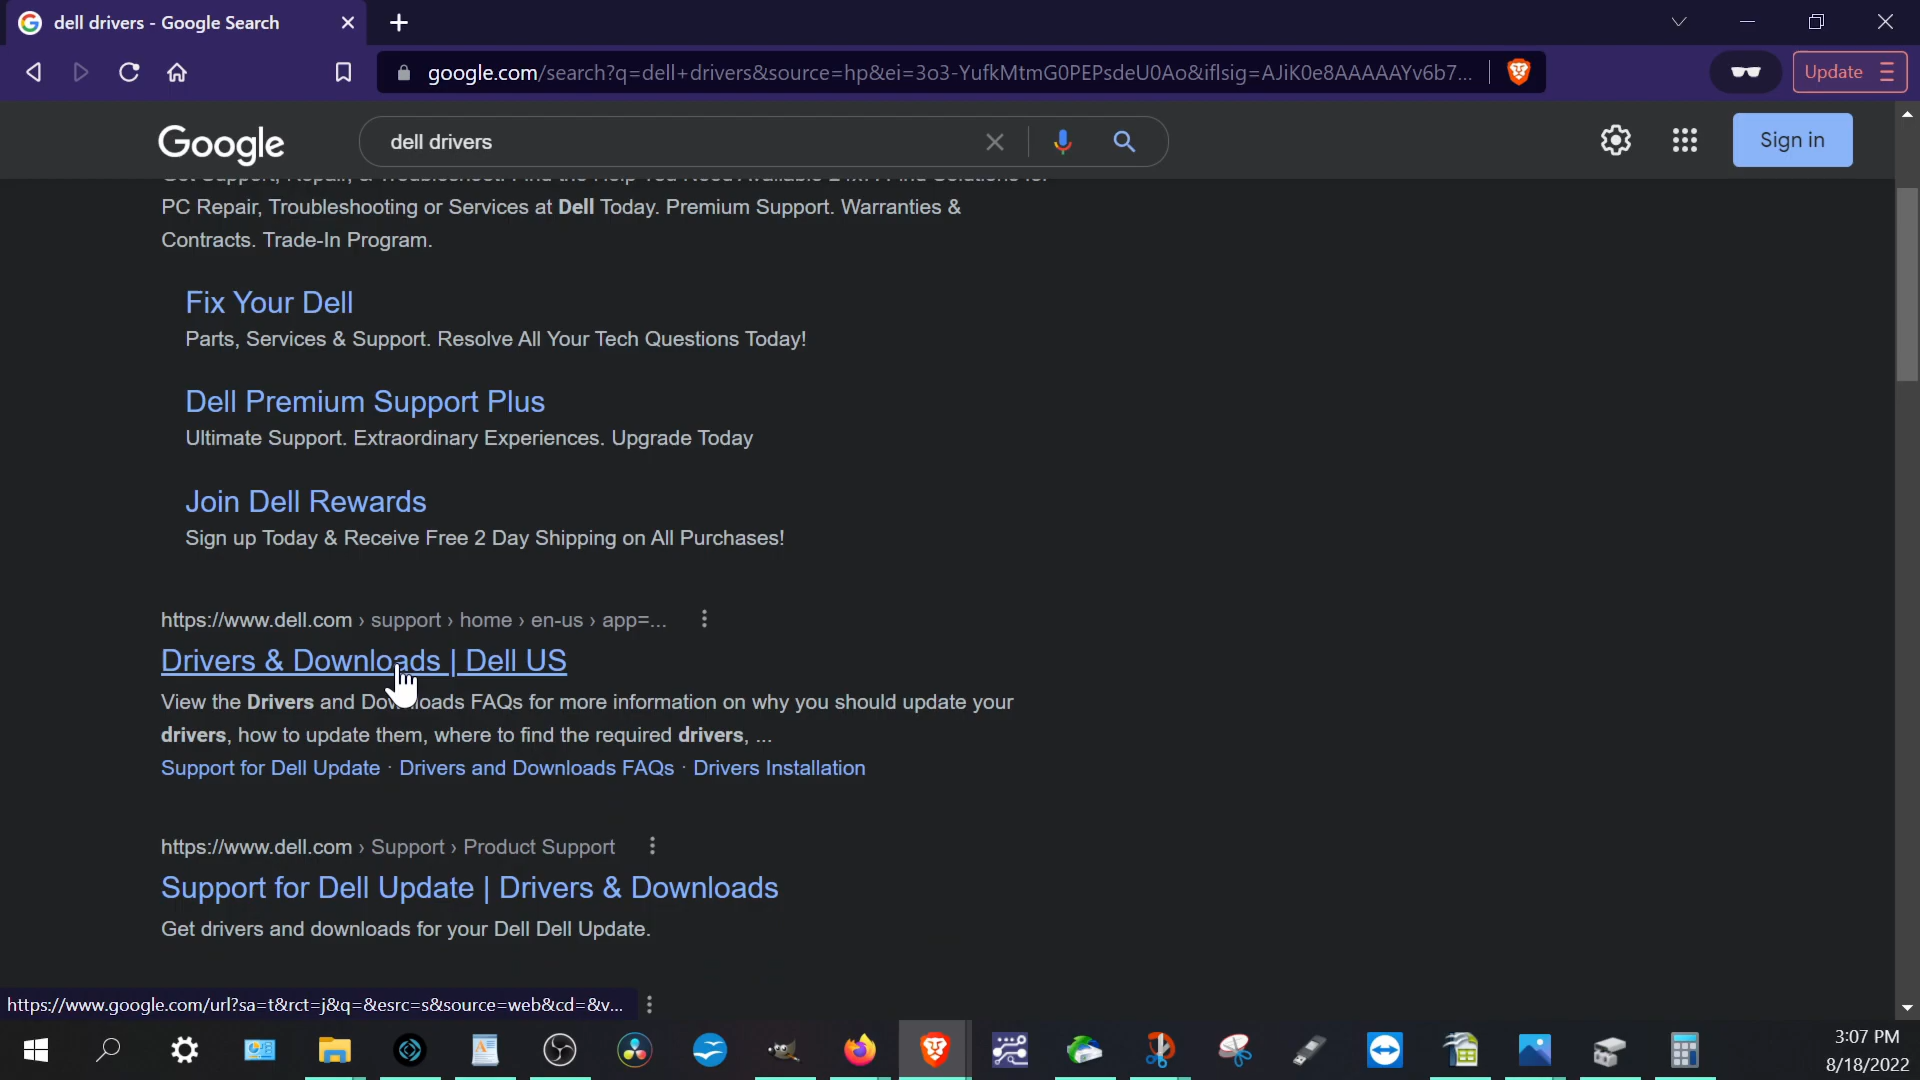 dell drivers - Google Search
Update
google.com/search?q=dell+drivers&source=hp&ei=3o3-YufkMtmG0PEPsdeU0Ao&iflsig=AJiK0e8AAAAAYv6b7...
Google
dell drivers
Sign in
PC Repair, Troubleshooting or Services at Dell Today. Premium Support. Warranties &
Contracts. Trade-In Program.
Fix Your Dell
Parts, Services & Support. Resolve All Your Tech Questions Today!
Dell Premium Support Plus
Ultimate Support. Extraordinary Experiences. Upgrade Today
Join Dell Rewards
Sign up Today & Receive Free 2 Day Shipping on All Purchases!
https://www.dell.com › support › home › en-us › app=...
Drivers & Downloads | Dell US
View the Drivers and Downloads FAQs for more information on why you should update your
drivers, how to update them, where to find the required drivers, ...
Support for Dell Update · Drivers and Downloads FAQs · Drivers Installation
https://www.dell.com › Support › Product Support
Support for Dell Update | Drivers & Downloads
Get drivers and downloads for your Dell Dell Update.
https://www.google.com/url?sa=t&rct=j&q=&esrc=s&source=web&cd=&v...
3:07 PM
8/18/2022